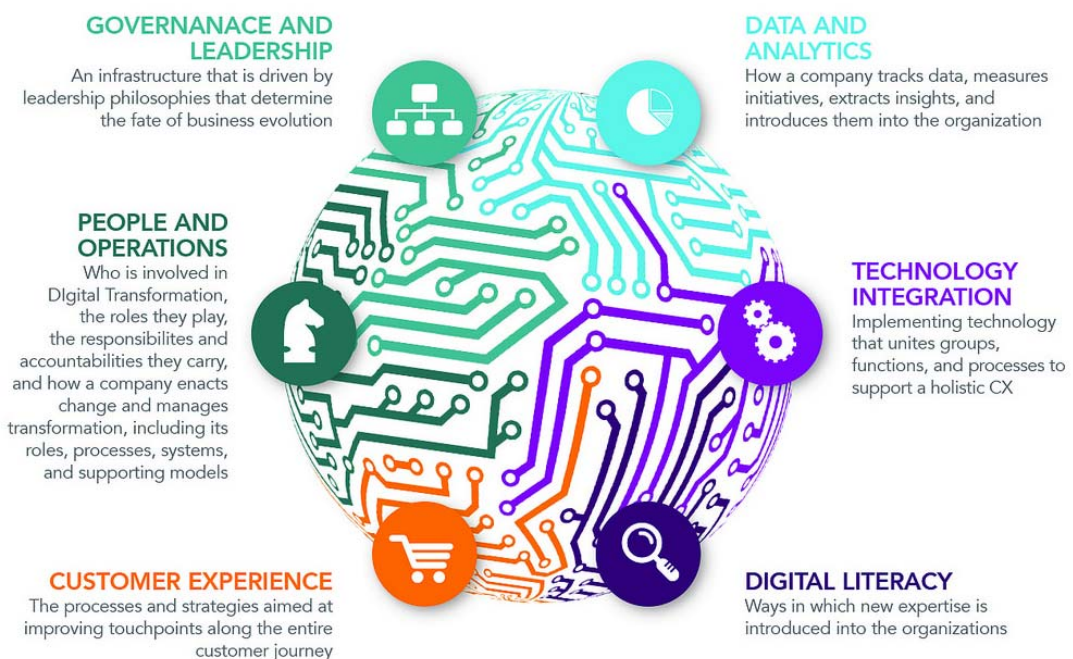 GOVERNANACE AND
LEADERSHIP
An infrastructure that is driven by
leadership philosophies that determine
the fate of business evolution
DATA AND
ANALYTICS
How a company tracks data, measures
initiatives, extracts insights, and
introduces them into the organization
PEOPLE AND
OPERATIONS
Who is involved in
DIgital Transformation,
the roles they play,
the responsibilites and
accountabilities they carry,
and how a company enacts
change and manages
transformation, including its
roles, processes, systems,
and supporting models
TECHNOLOGY
INTEGRATION
Implementing technology
that unites groups,
functions, and processes to
support a holistic CX
CUSTOMER EXPERIENCE
The processes and strategies aimed at
improving touchpoints along the entire
customer journey
DIGITAL LITERACY
Ways in which new expertise is
introduced into the organizations